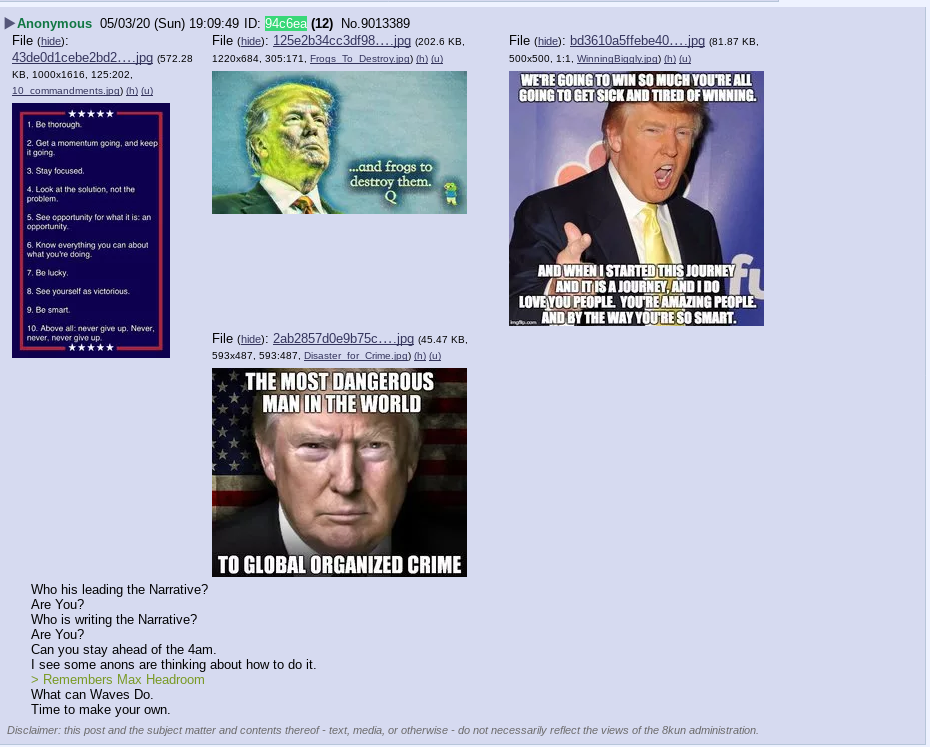 ▶Anonymous 05/03/20 (Sun) 19:09:49 ID: 94c6ea (12) No.9013389
File (hide):
43de0d1cebe2bd2….jpg (572.28
KB, 1000x1616, 125:202,
10_commandments.jpg) (h) (u)
★★★★★
1. Be thorough.
2. Get a momentum going, and keep
it going.
3. Stay focused.
4. Look at the solution, not the
problem.
5. See opportunity for what it is: an
opportunity.
6. Know everything you can about
what you're doing.
7. Be lucky.
8. See yourself as victorious.
9. Be smart.
10. Above all: never give up. Never,
never, never give up.
★★★★★
File (hide): 125e2b34cc3df98….jpg (202.6 KB,
1220x684, 305:171, Frogs_To_Destroy.jpg) (h) (u)
...and frogs to
destroy them.
Q
File (hide): bd3610a5ffebe40….jpg (81.87 KB,
500x500, 1:1, WinningBiggly.jpg) (h) (u)
WE'RE GOING TO WIN SO MUCH YOU'RE ALL
GOING TO GET SICK AND TIRED OF WINNING.
fu
AND WHEN I STARTED THIS JOURNEY
AND IT IS A JOURNEY, AND I DO
LOVE YOU PEOPLE. YOU'RE AMAZING PEOPLE.
AND BY THE WAY YOU'RE SO SMART.
imgflip.com
File (hide): 2ab2857d0e9b75c….jpg (45.47 KB,
593x487, 593:487, Disaster_for_Crime.jpg) (h) (u)
THE MOST DANGEROUS
MAN IN THE WORLD
TO GLOBAL ORGANIZED CRIME
Who his leading the Narrative?
Are You?
Who is writing the Narrative?
Are You?
Can you stay ahead of the 4am.
I see some anons are thinking about how to do it.
> Remembers Max Headroom
What can Waves Do.
Time to make your own.
Disclaimer: this post and the subject matter and contents thereof - text, media, or otherwise - do not necessarily reflect the views of the 8kun administration.